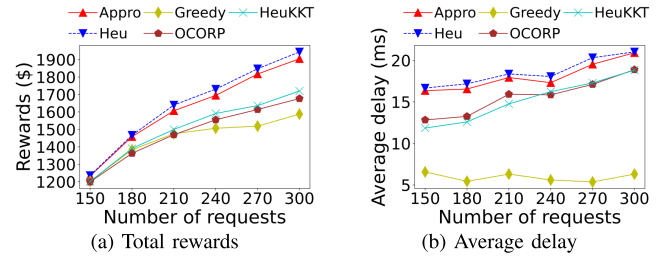 Appro Greedy HeuKKT
Heu OCORP
Rewards ($)
1900
1800
1700
1600
1500
1400
1300
1200
150 180 210 240 270 300
Number of requests
(a) Total rewards
Appro Greedy HeuKKT
Heu OCORP
Average delay (ms)
20
15
10
5
150 180 210 240 270 300
Number of requests
(b) Average delay